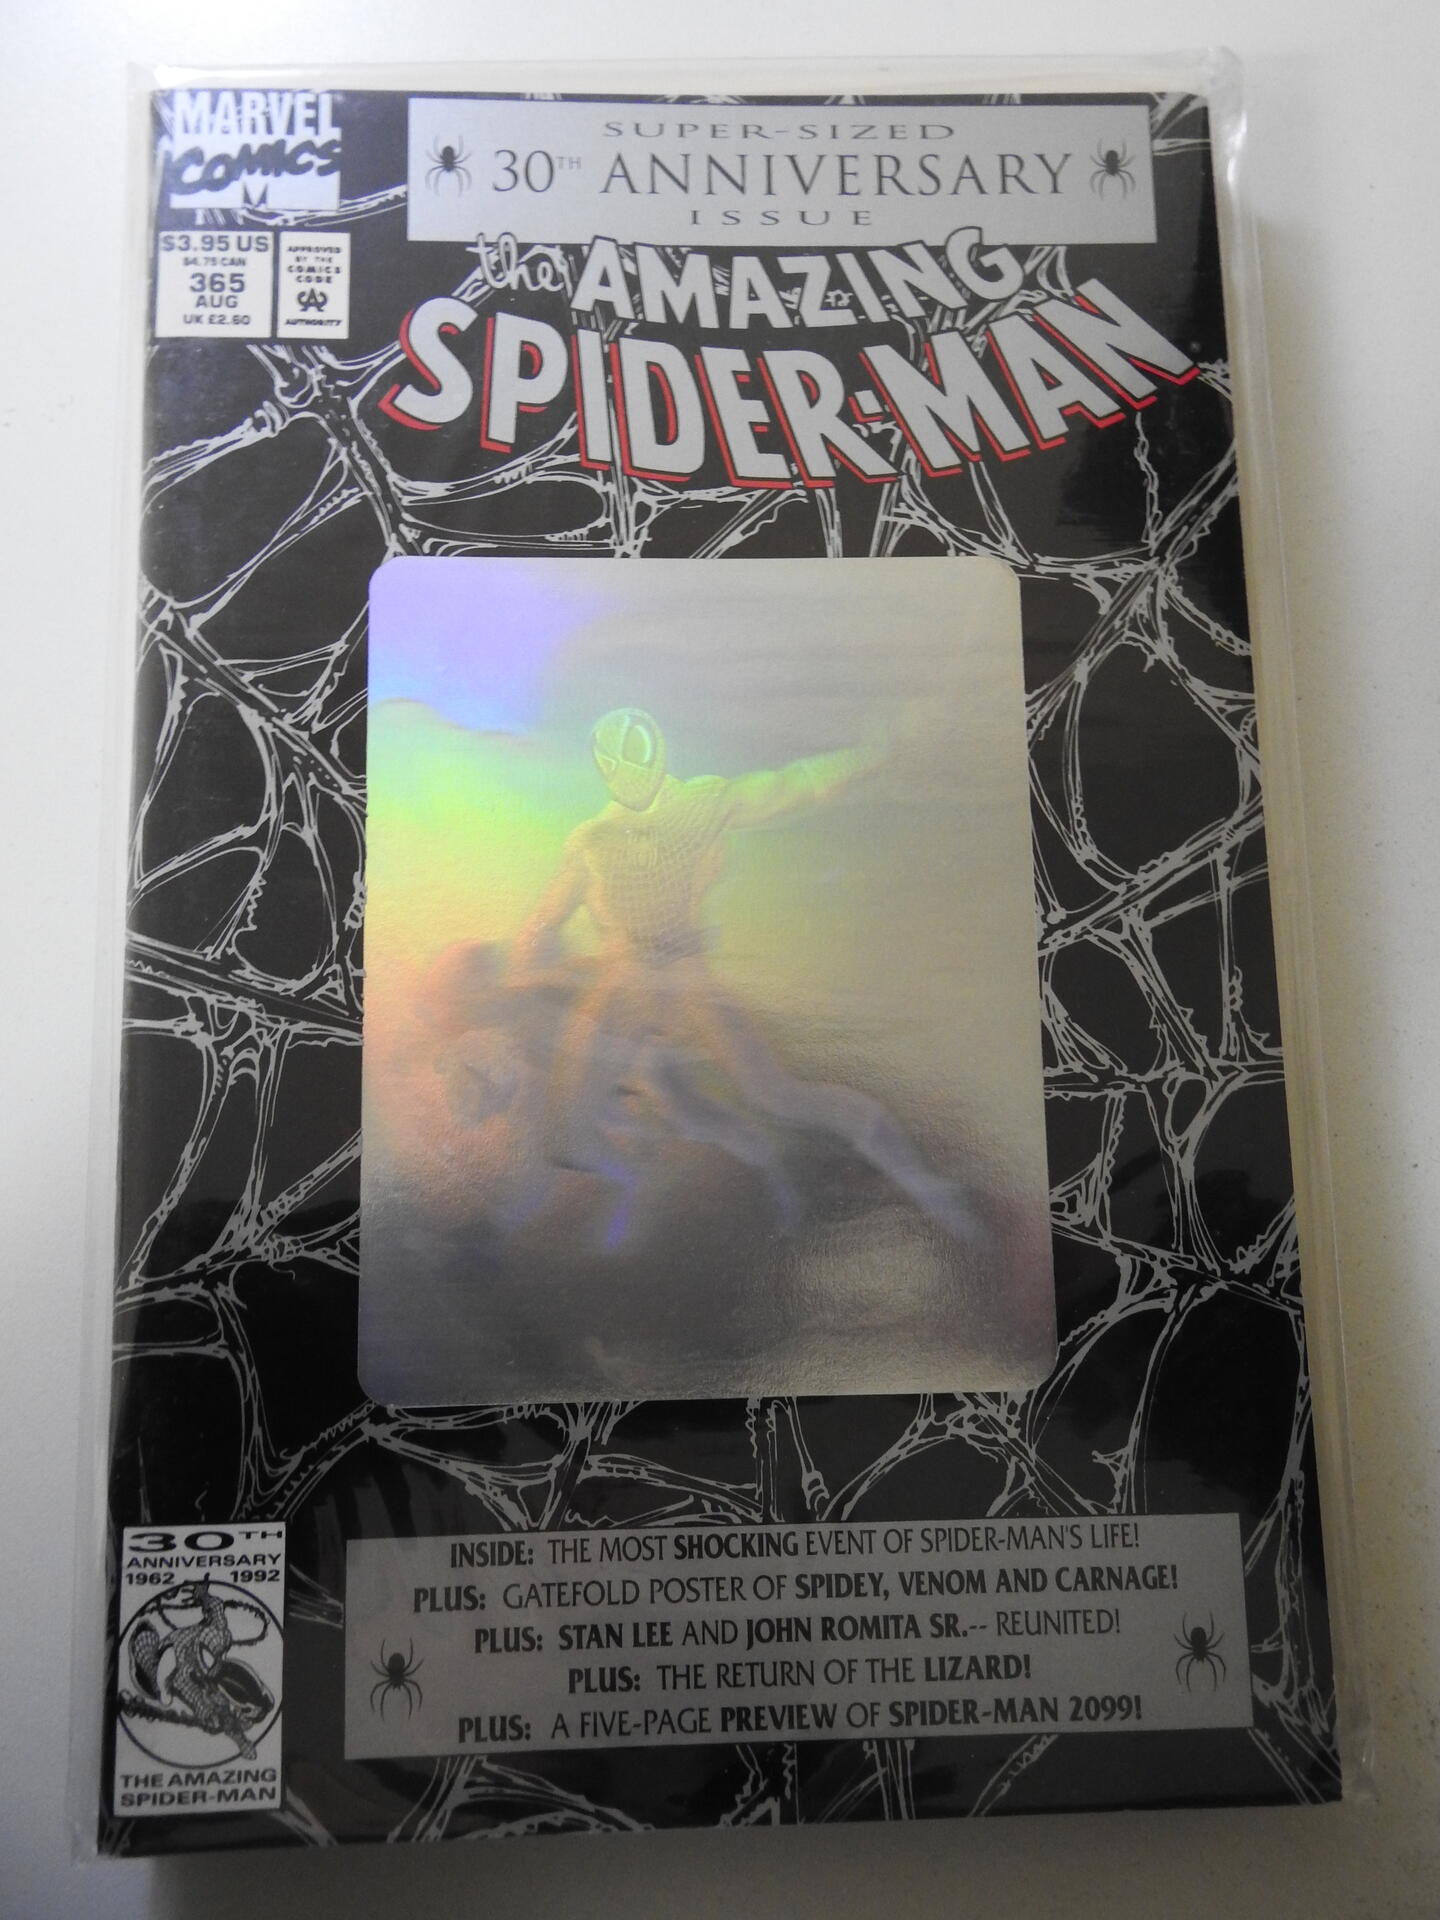 MARVEL
COMICS
M
$3.95 US
$4.75 CAN
365
AUG
UK £2.60
APPROVED
BY THE
COMICS
CODE
CA
AUTHORITY
SUPER-SIZED
30TH ANNIVERSARY
ISSUE
the AMAZING
SPIDER-MAN
INSIDE: THE MOST SHOCKING EVENT OF SPIDER-MAN'S LIFE!
PLUS: GATEFOLD POSTER OF SPIDEY, VENOM AND CARNAGE!
PLUS: STAN LEE AND JOHN ROMITA SR.-- REUNITED!
PLUS: THE RETURN OF THE LIZARD!
PLUS: A FIVE-PAGE PREVIEW OF SPIDER-MAN 2099!
30TH
ANNIVERSARY
1962 1992
THE AMAZING
SPIDER-MAN